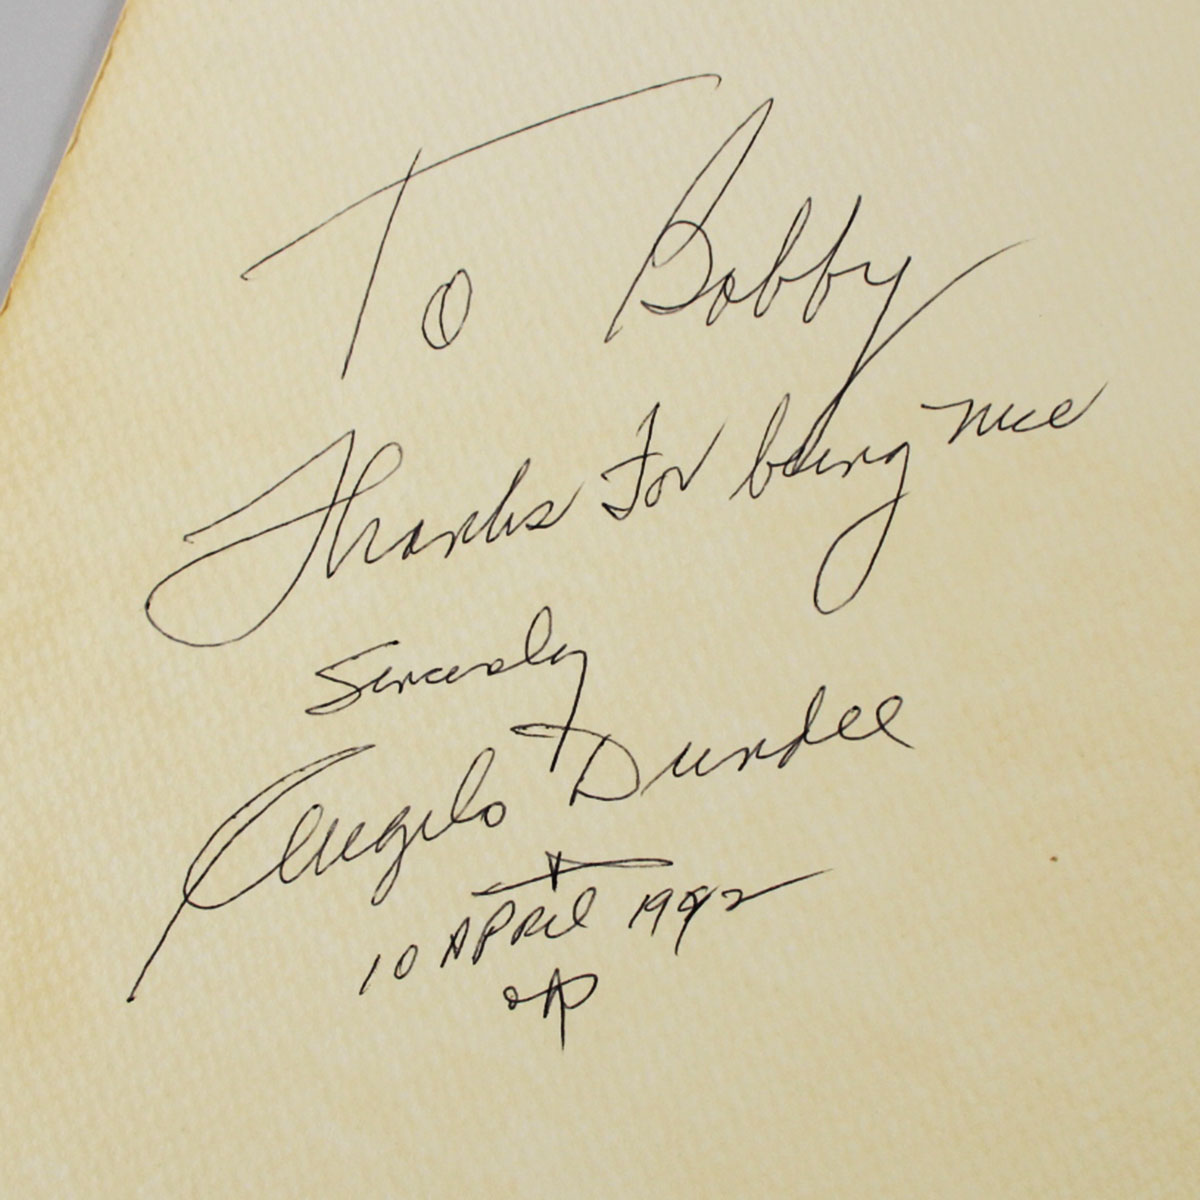 To Bobby
Thanks For being nice
Sincerely
Angelo Dundee
10 APRIL 1992